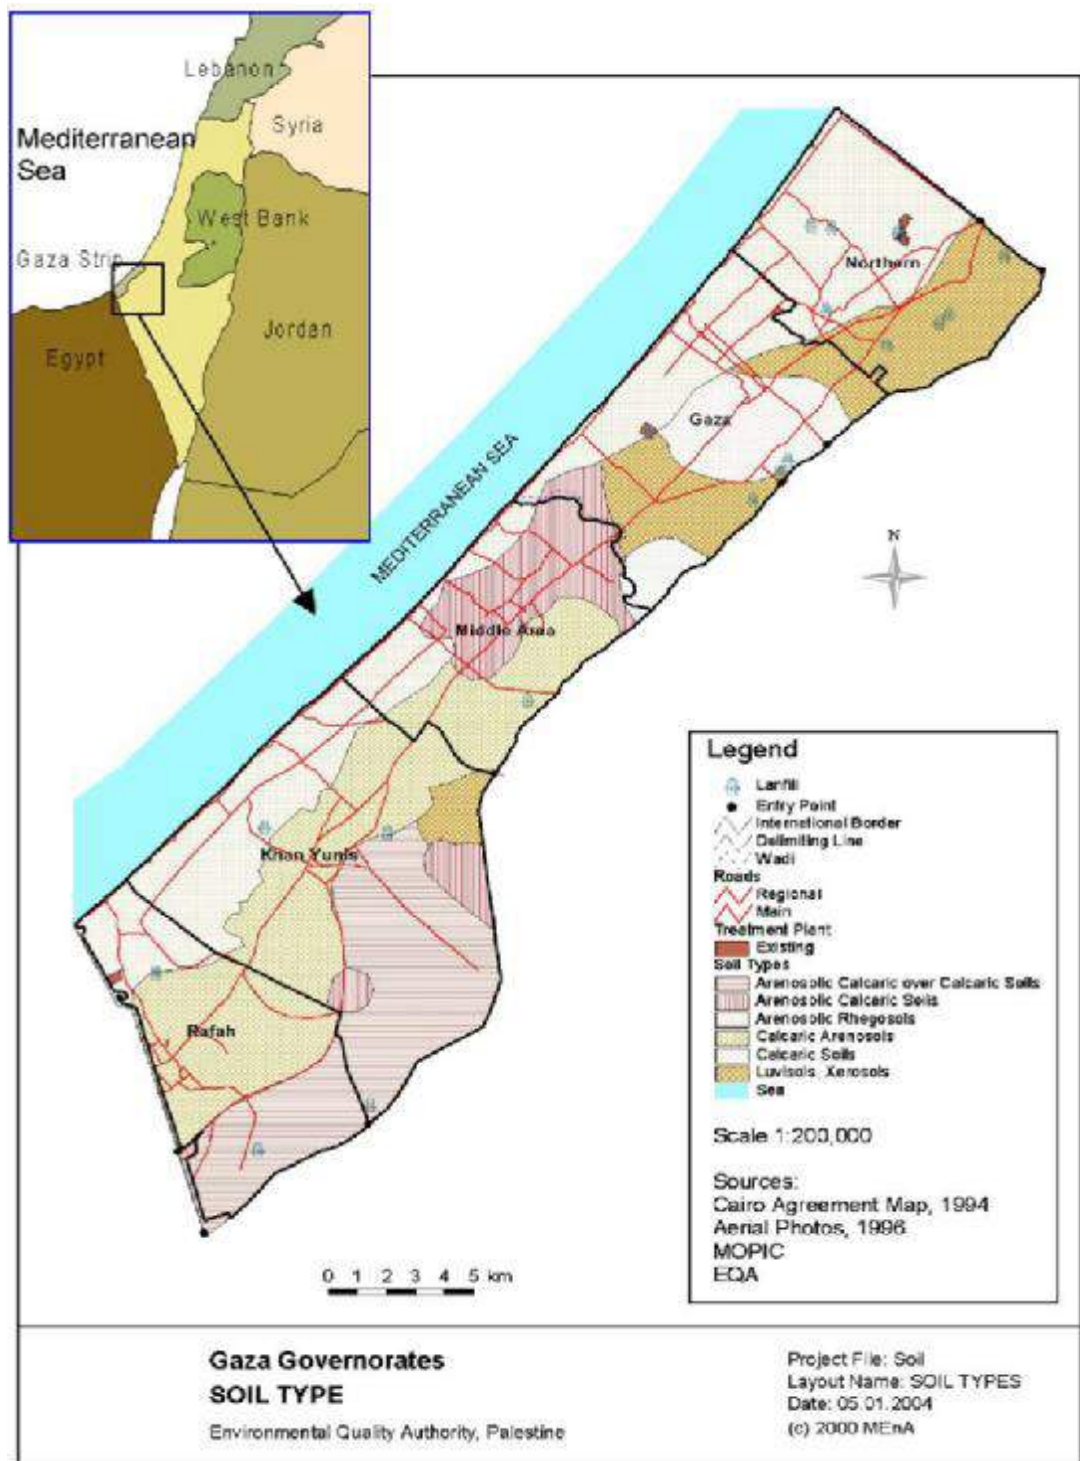 Lebanon
Mediterranean
Sea
Syria
West Bank
Gaza Strip
Jordan
Egypt
MEDITERRANEAN SEA
Northern
Gaza
N
Middle Area
Khan Yunis
Rafah
Legend
Lanfill
Entry Point
International Border
Delimiting Line
Wadi
Roads
Regional
Main
Treatment Plant
Existing
Soil Types
Arenosolic Calcaric over Calcaric Soils
Arenosolic Calcaric Soils
Arenosolic Rhegosols
Calcaric Arenosols
Calcaric Soils
Luvisols, Xerosols
Sea
Scale 1:200,000
Sources:
Cairo Agreement Map, 1994
Aerial Photos, 1996
MOPIC
EQA
0 1 2 3 4 5 km
Gaza Governorates
SOIL TYPE
Environmental Quality Authority, Palestine
Project File: Soil
Layout Name: SOIL TYPES
Date: 05.01.2004
(c) 2000 MEnA